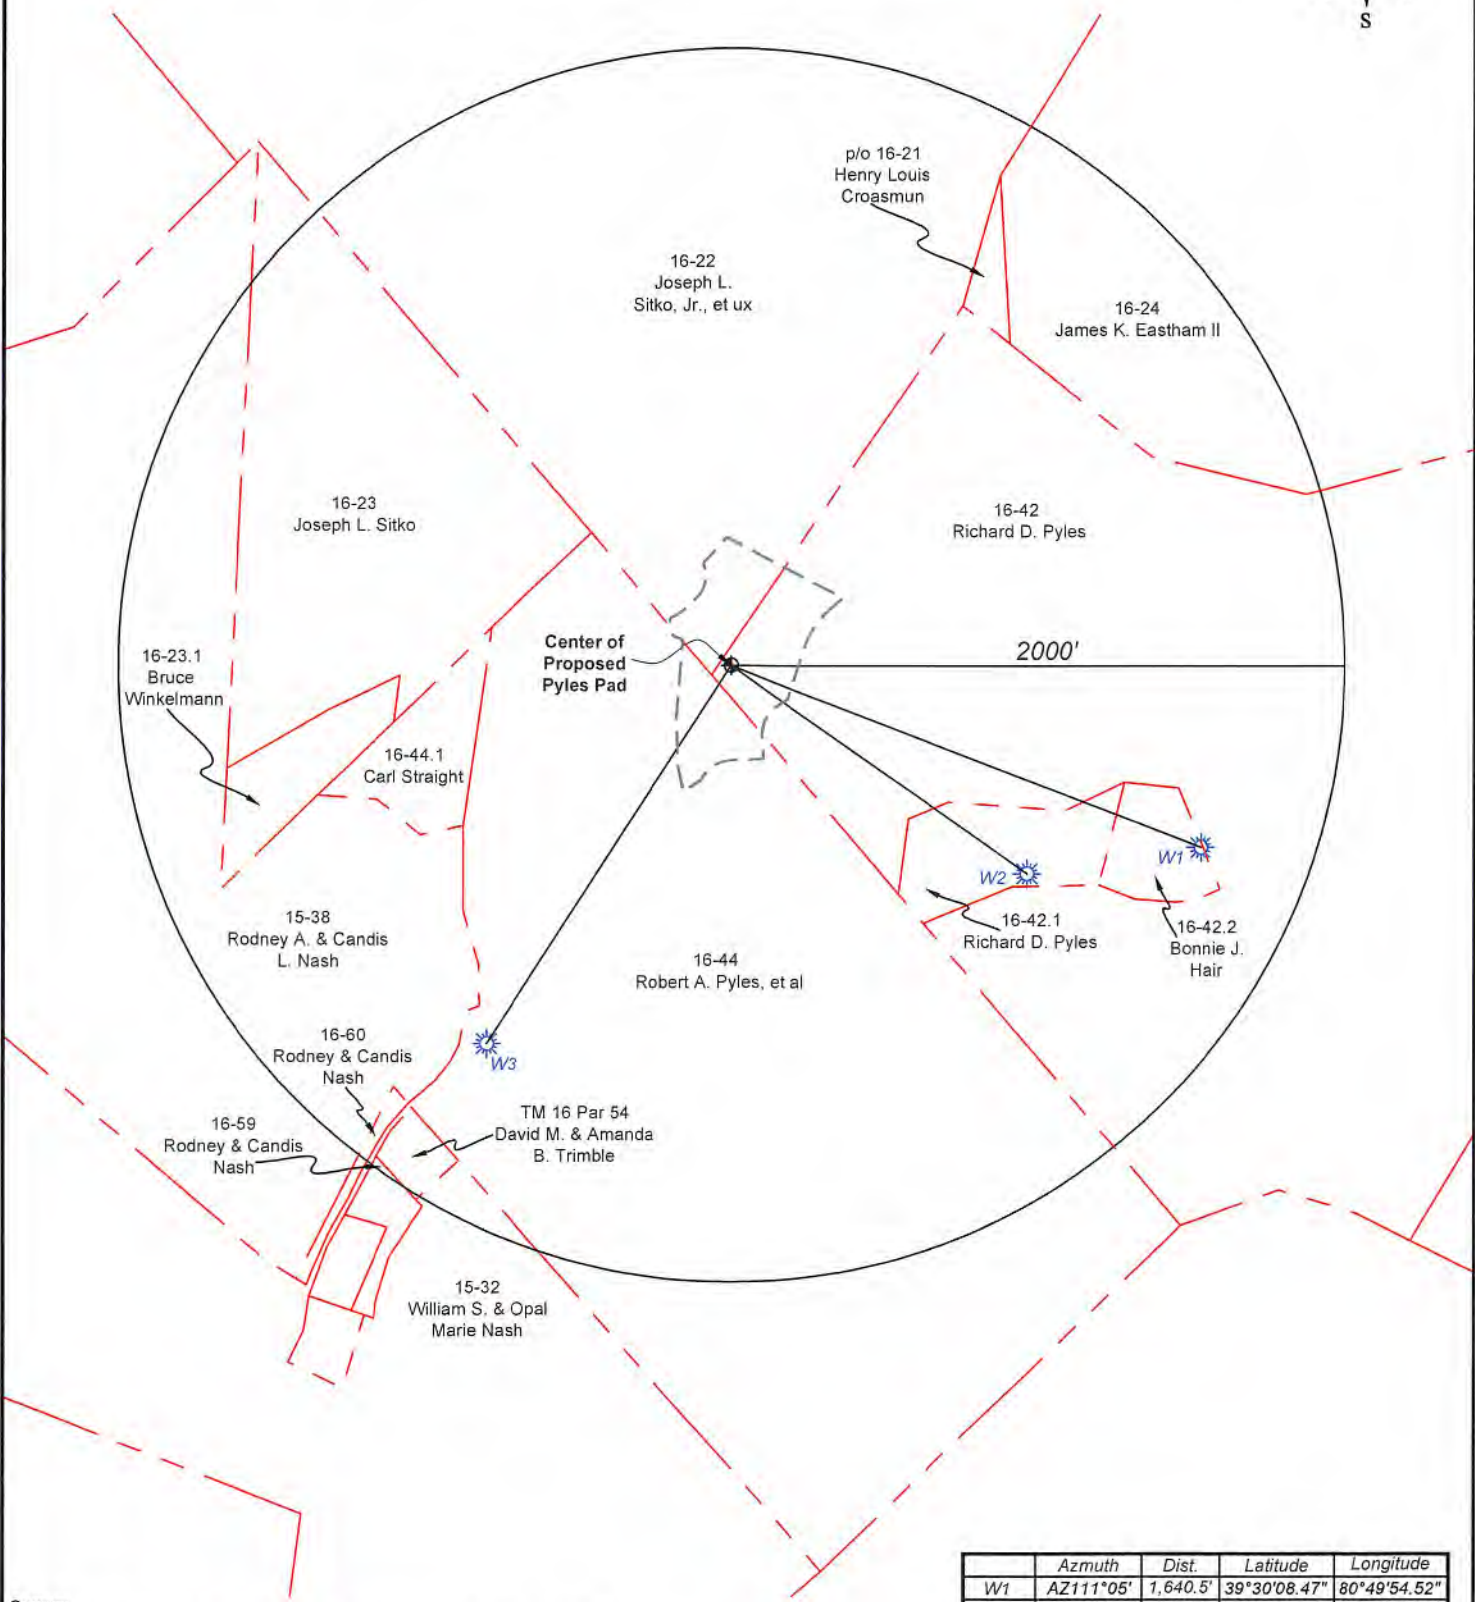 S
p/o 16-21
Henry Louis
Croasmun
16-22
Joseph L.
Sitko, Jr., et ux
16-24
James K. Eastham II
16-23
Joseph L. Sitko
16-42
Richard D. Pyles
Center of
Proposed
Pyles Pad
2000'
16-23.1
Bruce
Winkelmann
16-44.1
Carl Straight
W1
W2
16-42.1
Richard D. Pyles
16-42.2
Bonnie J.
Hair
15-38
Rodney A. & Candis
L. Nash
16-44
Robert A. Pyles, et al
16-60
Rodney & Candis
Nash
W3
16-59
Rodney & Candis
Nash
TM 16 Par 54
David M. & Amanda
B. Trimble
15-32
William S. & Opal
Marie Nash
Azmuth Dist. Latitude Longitude
W1 AZ111°05' 1,640.5' 39°30'08.47" 80°49'54.52"